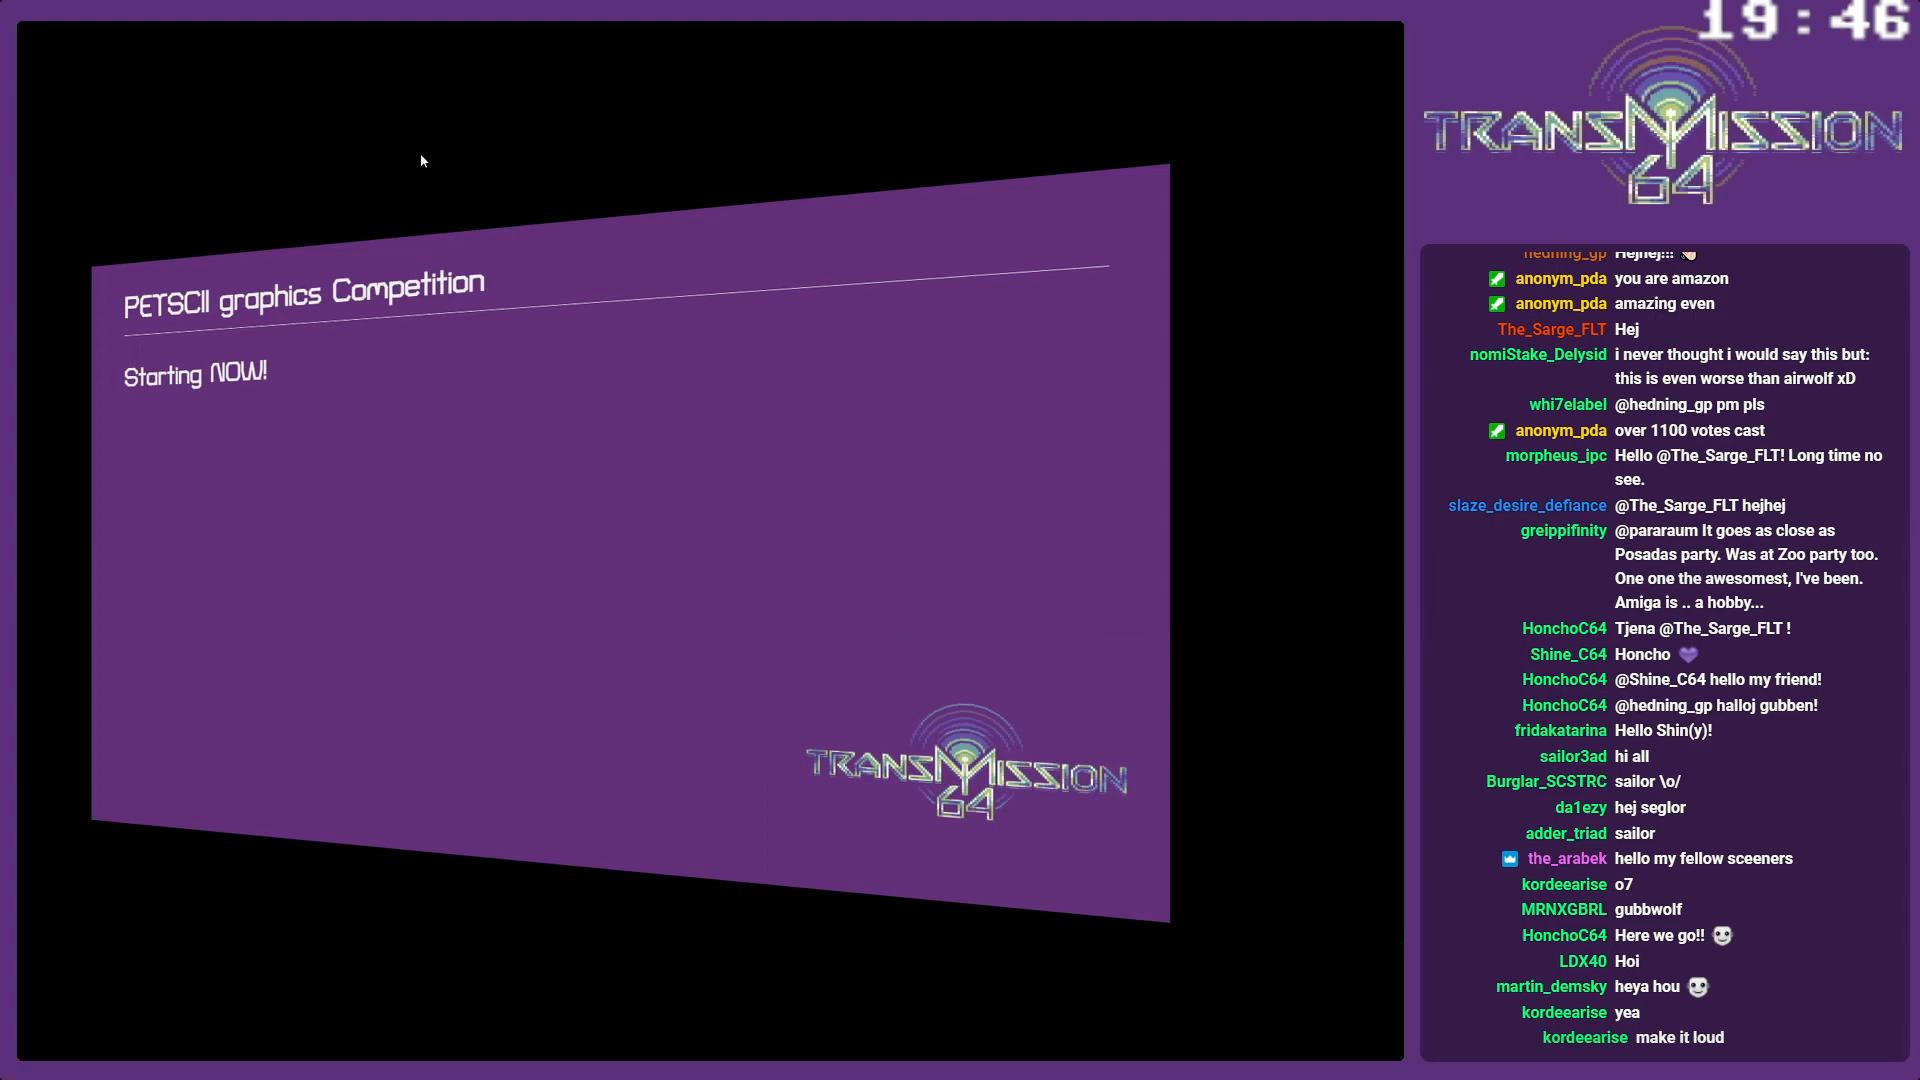 19:46
TRANSMISSION
64
PETSCII graphics Competition
Starting NOW!
TRANSMISSION
64
hedning_gp Hejhej!!!
anonym_pda you are amazon
anonym_pda amazing even
The_Sarge_FLT Hej
nomiStake_Delysid i never thought i would say this but:
this is even worse than airwolf xD
whi7elabel @hedning_gp pm pls
anonym_pda over 1100 votes cast
morpheus_ipc Hello @The_Sarge_FLT! Long time no
see.
slaze_desire_defiance @The_Sarge_FLT hejhej
greippifinity @pararaum It goes as close as
Posadas party. Was at Zoo party too.
One one the awesomest, I've been.
Amiga is .. a hobby...
HonchoC64 Tjena @The_Sarge_FLT !
Shine_C64 Honcho
HonchoC64 @Shine_C64 hello my friend!
HonchoC64 @hedning_gp halloj gubben!
fridakatarina Hello Shin(y)!
sailor3ad hi all
Burglar_SCSTRC sailor \o/
da1ezy hej seglor
adder_triad sailor
the_arabek hello my fellow sceeners
kordeearise o7
MRNXGBRL gubbwolf
HonchoC64 Here we go!!
LDX40 Hoi
martin_demsky heya hou
kordeearise yea
kordeearise make it loud